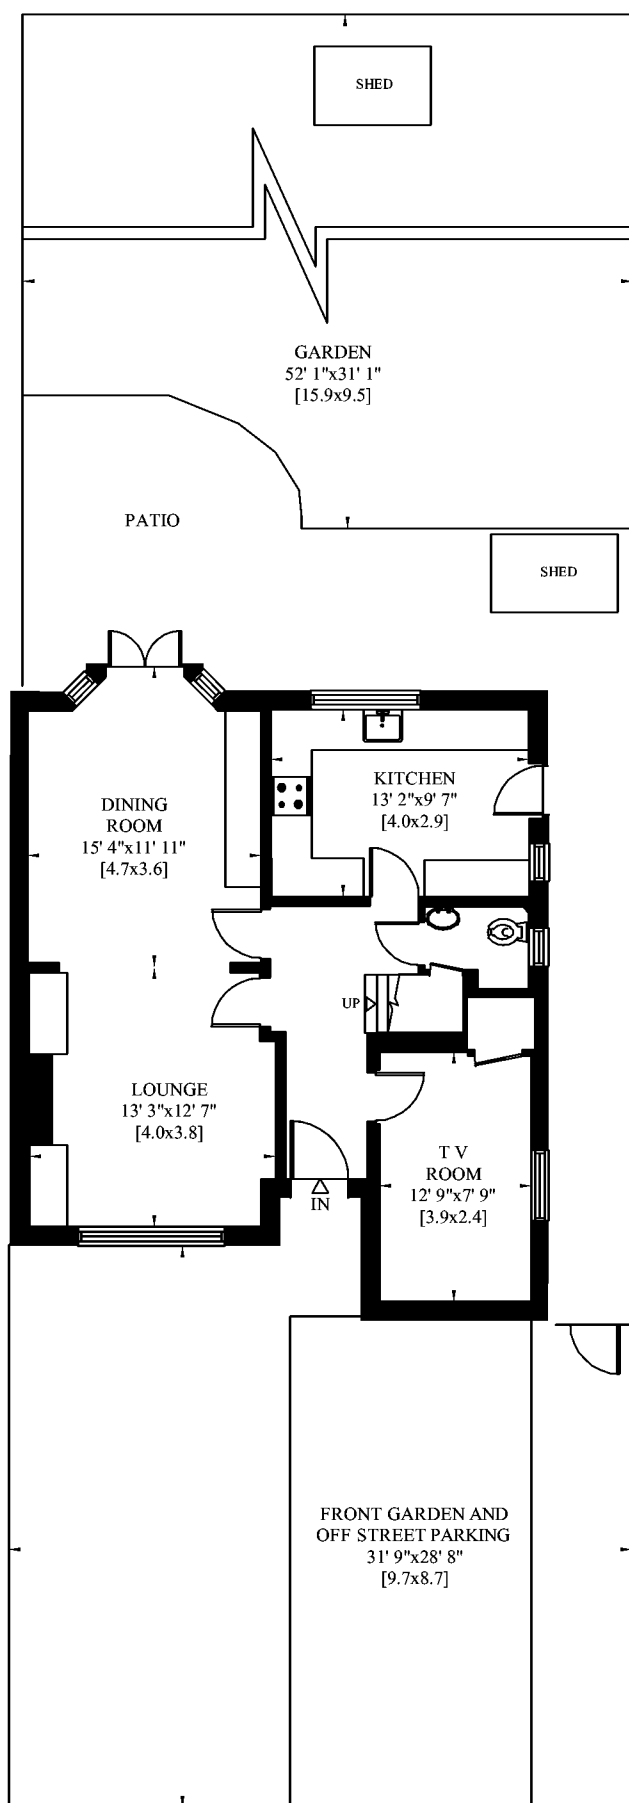 SHED
GARDEN
52' 1"x31' 1"
[15.9x9.5]
PATIO
SHED
KITCHEN
13' 2"x9' 7"
[4.0x2.9]
DINING
ROOM
15' 4"x11' 11"
[4.7x3.6]
UP
LOUNGE
13' 3"x12' 7"
[4.0x3.8]
T V
ROOM
12' 9"x7' 9"
[3.9x2.4]
IN
FRONT GARDEN AND
OFF STREET PARKING
31' 9"x28' 8"
[9.7x8.7]